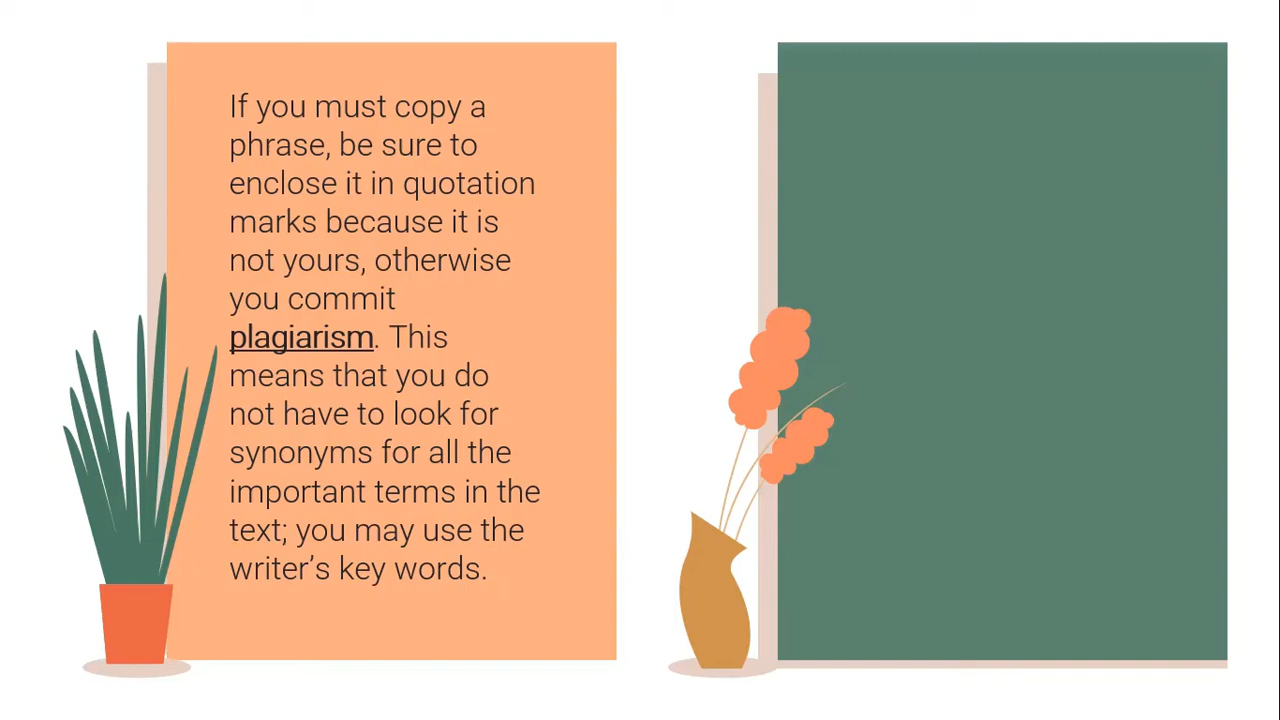 If you must copy a
phrase, be sure to
enclose it in quotation
marks because it is
not yours, otherwise
you commit
plagiarism. This
means that you do
not have to look for
synonyms for all the
important terms in the
text; you may use the
writer’s key words.